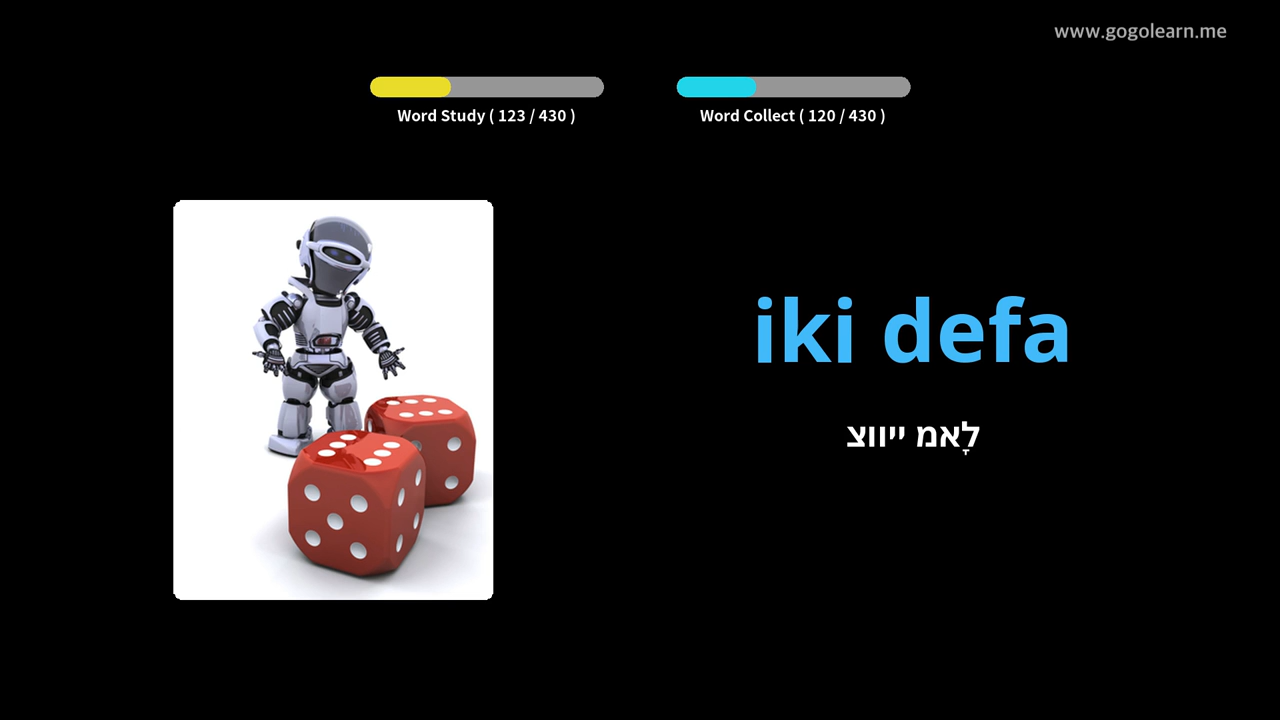 www.gogolearn.me
Word Study ( 123 / 430 )
Word Collect ( 120 / 430 )
iki defa
לָאמ ייווצ